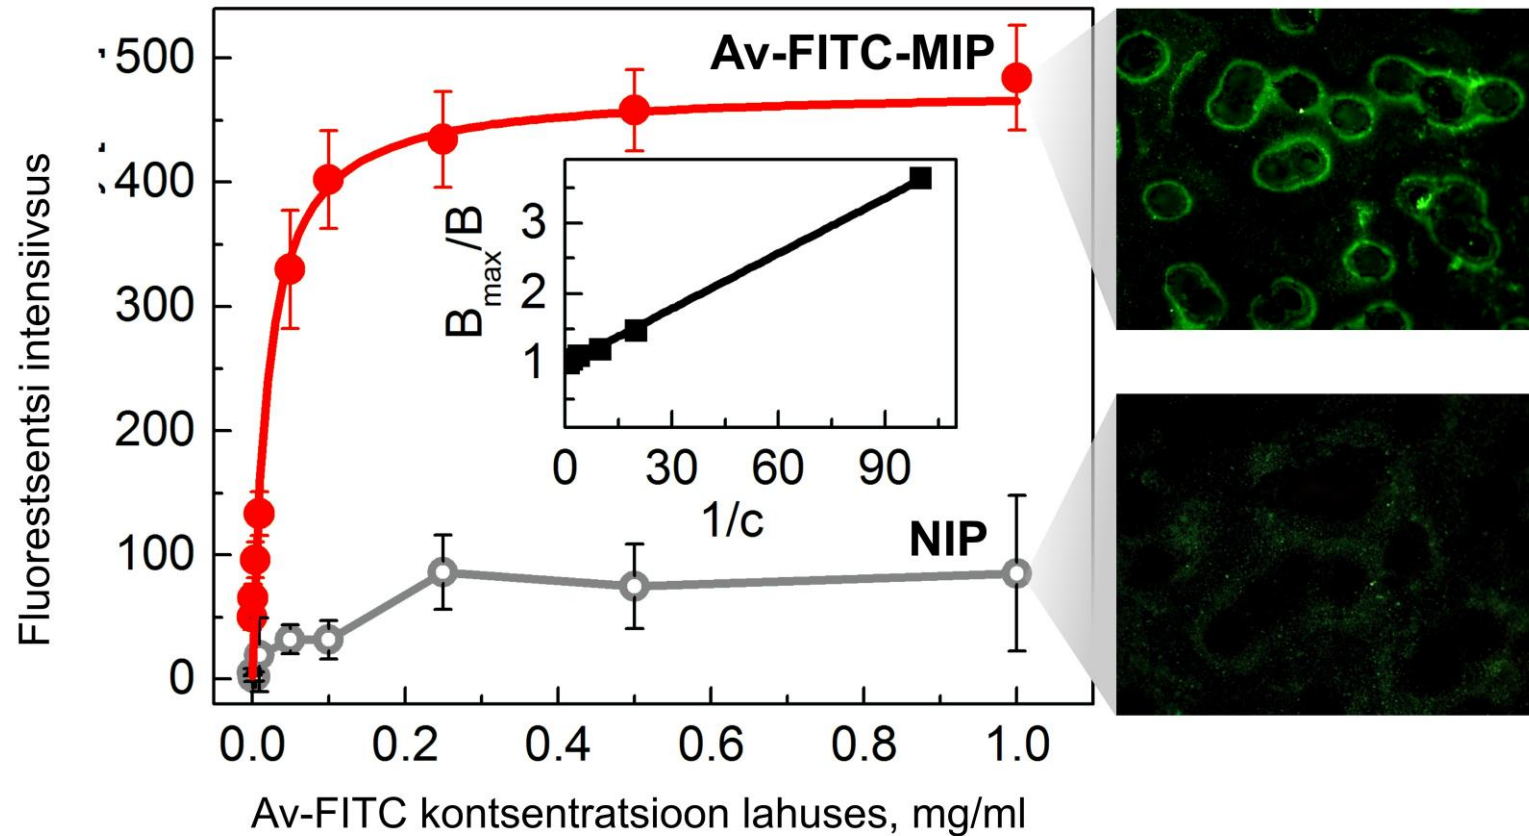 Fluorestsentsi intensiivsus
500
400
300
200
100
0
Av-FITC-MIP
Bmax/B
3
2
1
0 30 60 90
1/c
NIP
0.0 0.2 0.4 0.6 0.8 1.0
Av-FITC kontsentratsioon lahuses, mg/ml